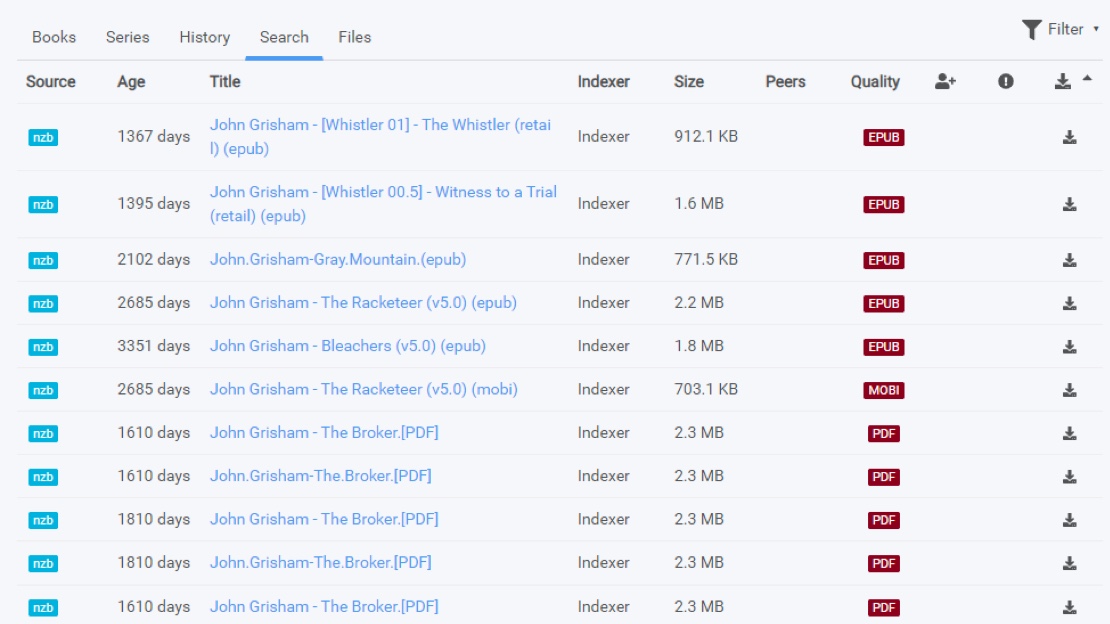 Books Series History Search Files Filter
Source Age Title Indexer Size Peers Quality
nzb 1367 days John Grisham - [Whistler 01] - The Whistler (retai Indexer 912.1 KB EPUB
l) (epub)
nzb 1395 days John Grisham - [Whistler 00.5] - Witness to a Trial Indexer 1.6 MB EPUB
(retail) (epub)
nzb 2102 days John.Grisham-Gray.Mountain.(epub) Indexer 771.5 KB EPUB
nzb 2685 days John Grisham - The Racketeer (v5.0) (epub) Indexer 2.2 MB EPUB
nzb 3351 days John Grisham - Bleachers (v5.0) (epub) Indexer 1.8 MB EPUB
nzb 2685 days John Grisham - The Racketeer (v5.0) (mobi) Indexer 703.1 KB MOBI
nzb 1610 days John Grisham - The Broker.[PDF] Indexer 2.3 MB PDF
nzb 1610 days John.Grisham-The.Broker.[PDF] Indexer 2.3 MB PDF
nzb 1810 days John Grisham - The Broker.[PDF] Indexer 2.3 MB PDF
nzb 1810 days John.Grisham-The.Broker.[PDF] Indexer 2.3 MB PDF
nzb 1610 days John Grisham - The Broker.[PDF] Indexer 2.3 MB PDF